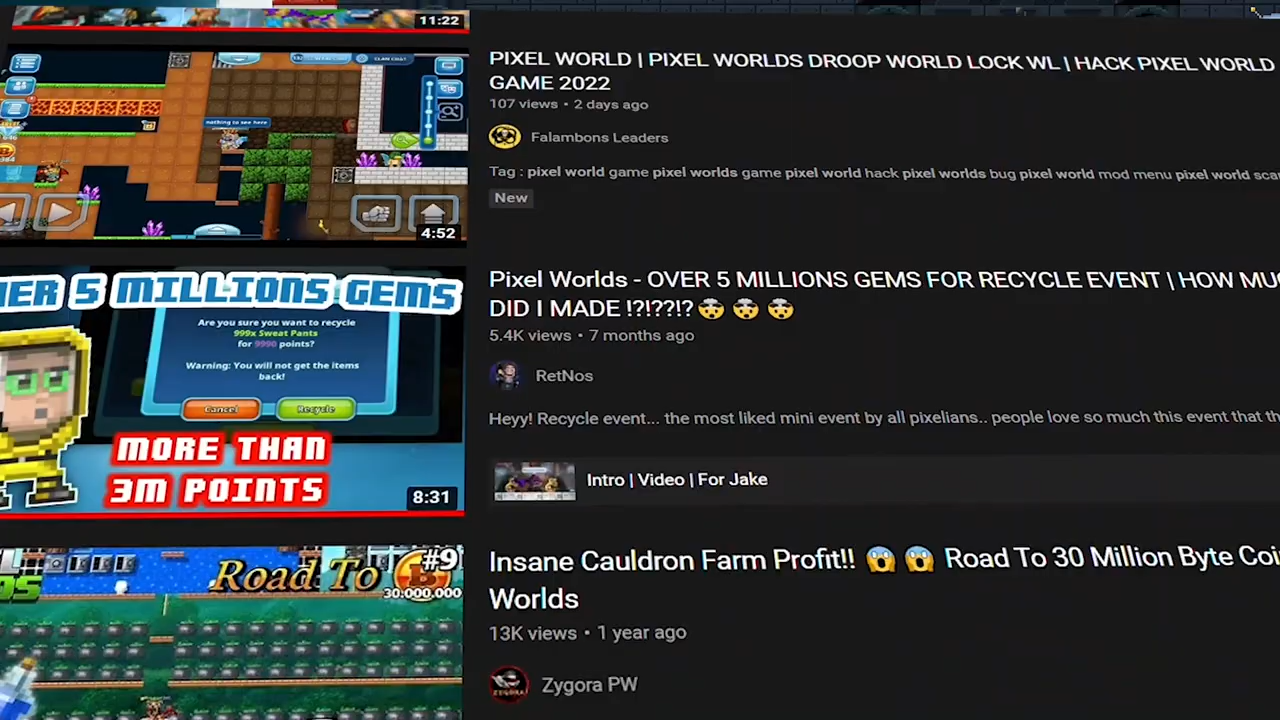 11:22
PIXEL WORLD | PIXEL WORLDS DROOP WORLD LOCK WL | HACK PIXEL WORLD
GAME 2022
107 views • 2 days ago
Falambons Leaders
Tag : pixel world game pixel worlds game pixel world hack pixel worlds bug pixel world mod menu pixel world scar
New
CLAN CHAT
nothing to see here
4:52
Pixel Worlds - OVER 5 MILLIONS GEMS FOR RECYCLE EVENT | HOW MU
DID I MADE !?!??!? 🤯 🤯 🤯
5.4K views • 7 months ago
RetNos
Heyy! Recycle event... the most liked mini event by all pixelians.. people love so much this event that th
Intro | Video | For Jake
VER 5 MILLIONS GEMS
Are you sure you want to recycle
999x Sweat Pants
for 9990 points?
Warning: You will not get the items
back!
Cancel
Recycle
MORE THAN
3M POINTS
8:31
Insane Cauldron Farm Profit!! 😱 😱 Road To 30 Million Byte Coi
Worlds
13K views • 1 year ago
Zygora PW
Road To
#9
30.000.000
ZYGORA